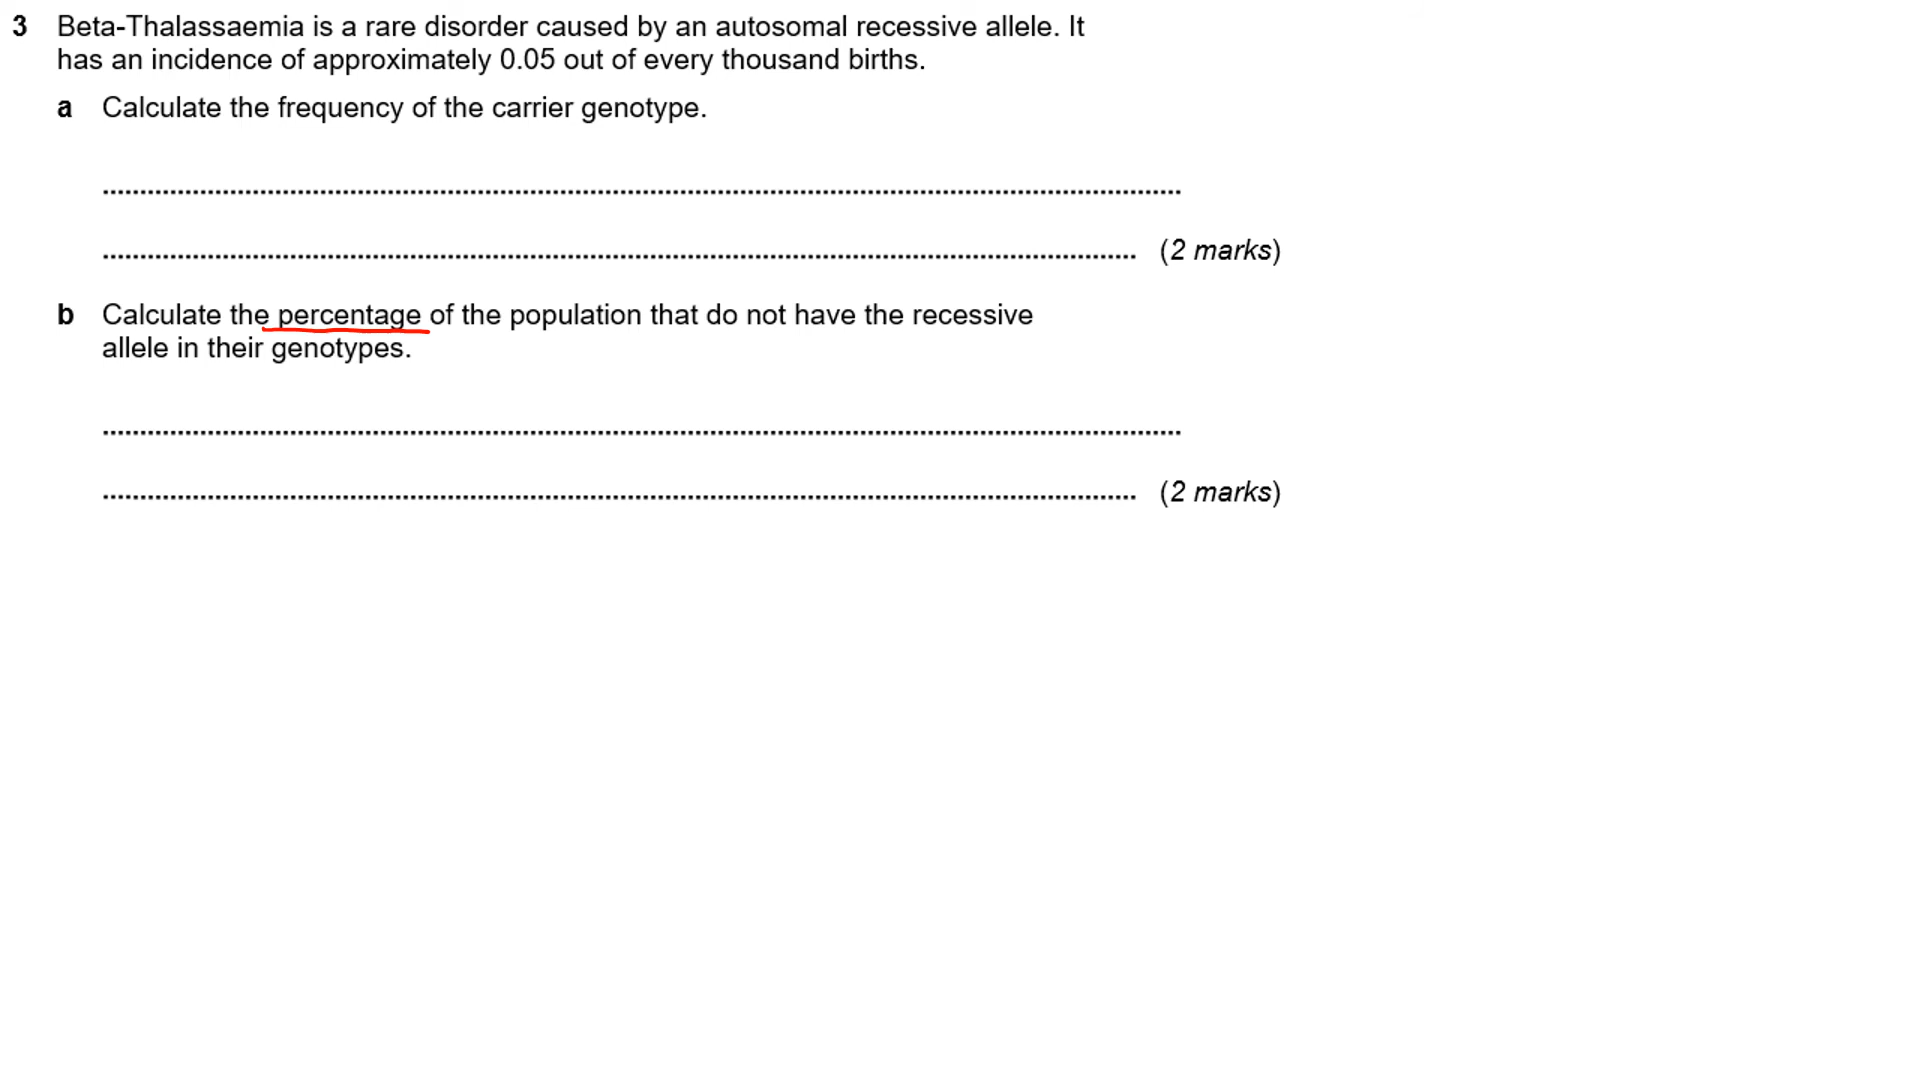 3 Beta-Thalassaemia is a rare disorder caused by an autosomal recessive allele. It
has an incidence of approximately 0.05 out of every thousand births.
a Calculate the frequency of the carrier genotype.
(2 marks)
b Calculate the percentage of the population that do not have the recessive
allele in their genotypes.
(2 marks)